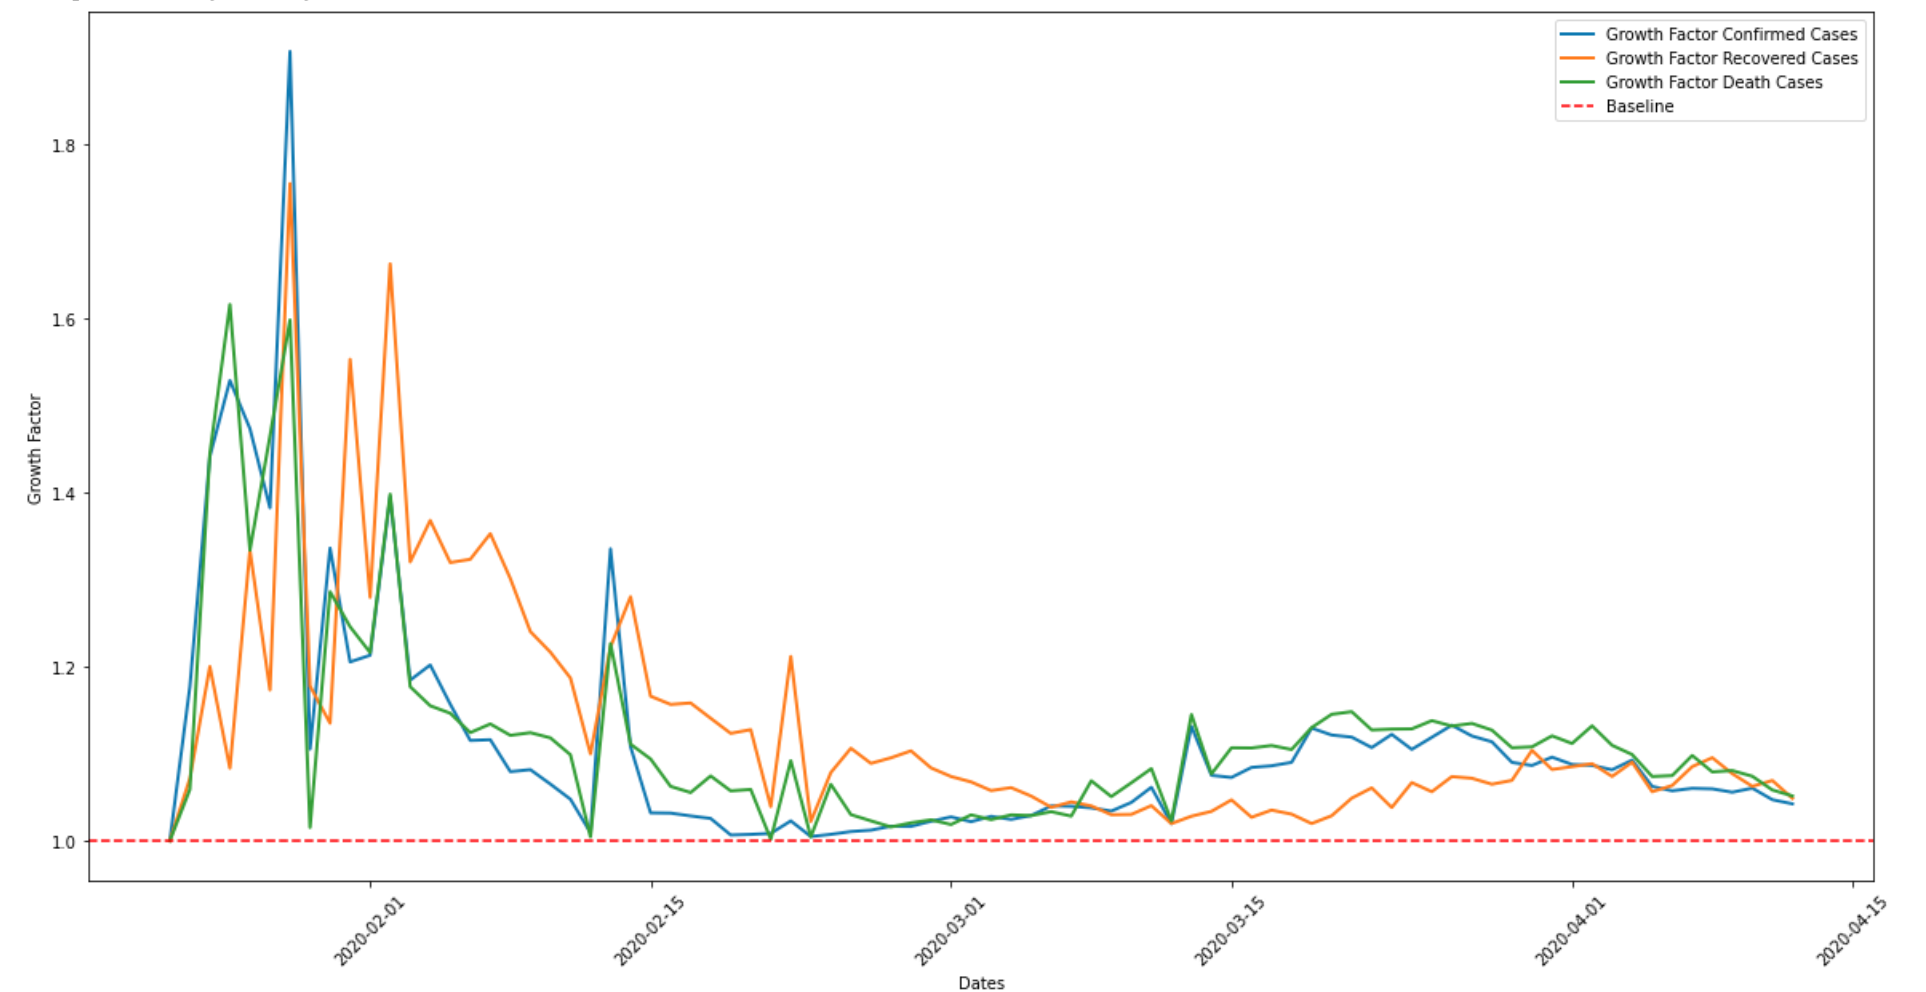 Growth Factor Confirmed Cases
Growth Factor Recovered Cases
Growth Factor Death Cases
Baseline
1.8
1.6
1.4
1.2
1.0
Growth Factor
2020-02-01
2020-02-15
2020-03-01
2020-03-15
2020-04-01
2020-04-15
Dates